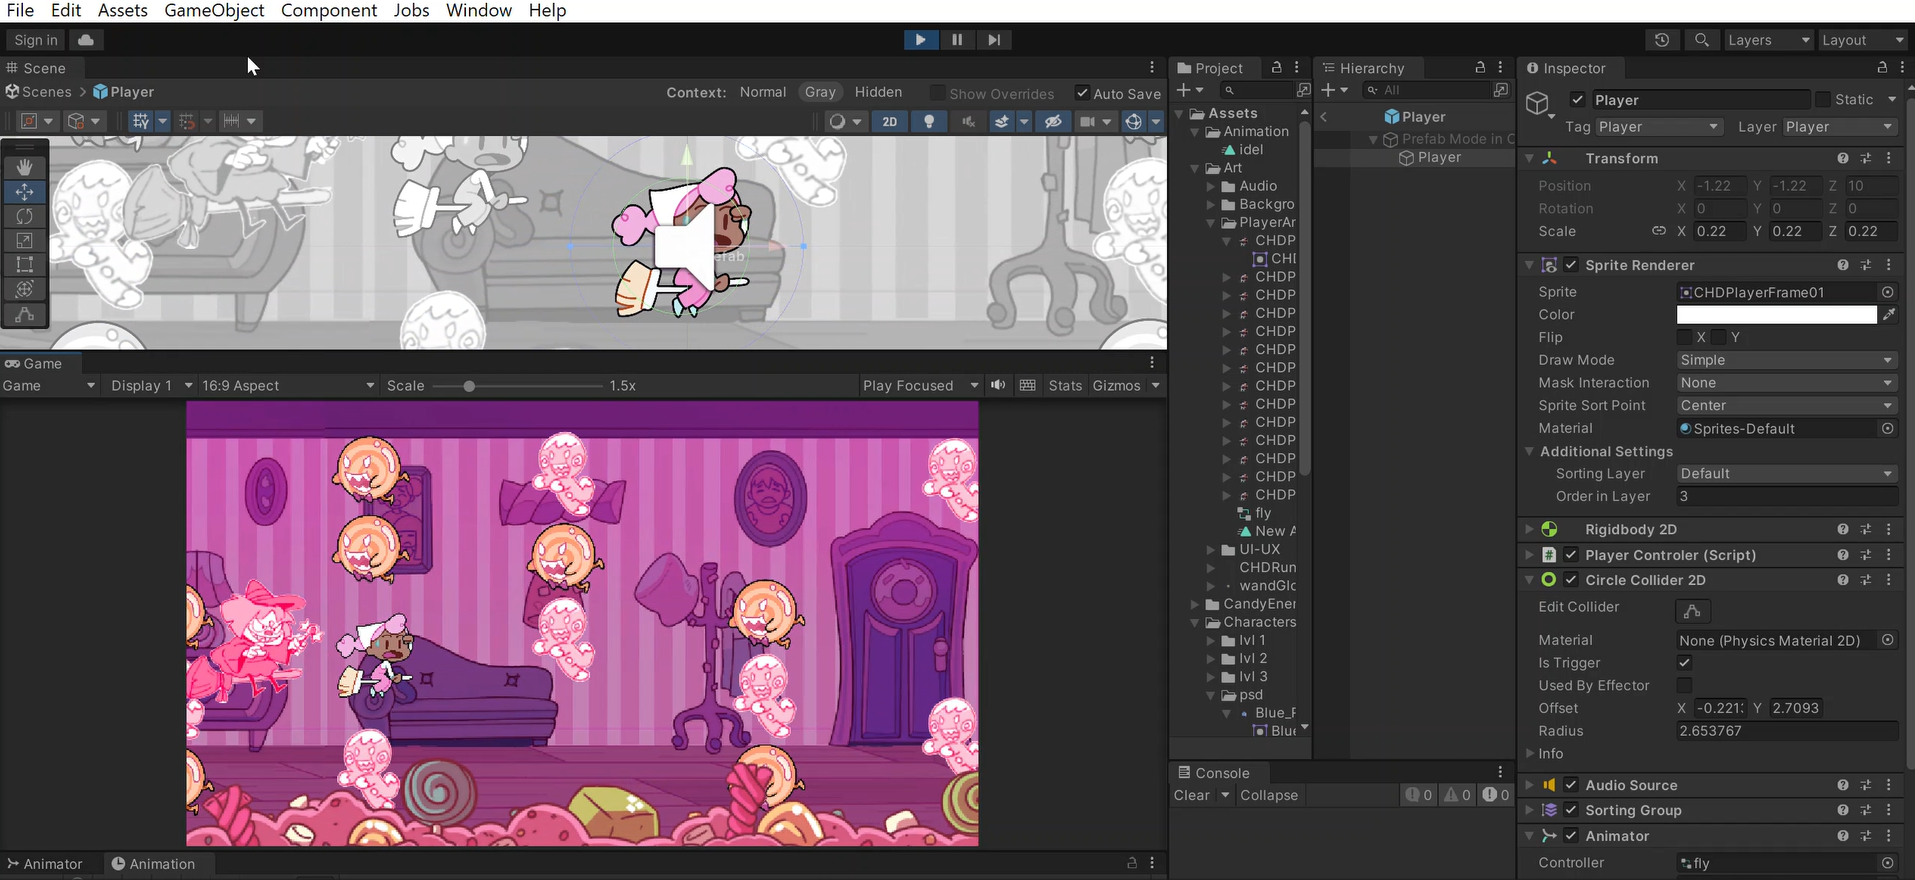 File Edit Assets GameObject Component Jobs Window Help
Sign in
Layers Layout
Scene
Scenes > Player
Context: Normal Gray Hidden Show Overrides Auto Save
2D
efab
Game
Game Display 1 16:9 Aspect Scale 1.5x Play Focused Stats Gizmos
Animator Animation
Project
Assets
Animation
idel
Art
Audio
Backgro
PlayerAr
CHDP
CHI
CHDP
CHDP
CHDP
CHDP
CHDP
CHDP
CHDP
CHDP
CHDP
CHDP
CHDP
CHDP
CHDP
fly
New A
UI-UX
CHDRun
wandGlo
CandyEner
Characters
lvl 1
lvl 2
lvl 3
psd
Blue_F
Blue
Console
Clear Collapse 0 0 0
Hierarchy
All
Player
Prefab Mode in C
Player
Inspector
Player Static
Tag Player Layer Player
Transform
Position X -1.22 Y -1.22 Z 10
Rotation X 0 Y 0 Z 0
Scale X 0.22 Y 0.22 Z 0.22
Sprite Renderer
Sprite CHDPlayerFrame01
Color
Flip X Y
Draw Mode Simple
Mask Interaction None
Sprite Sort Point Center
Material Sprites-Default
Additional Settings
Sorting Layer Default
Order in Layer 3
Rigidbody 2D
Player Controler (Script)
Circle Collider 2D
Edit Collider
Material None (Physics Material 2D)
Is Trigger
Used By Effector
Offset X -0.221 Y 2.7093
Radius 2.653767
Info
Audio Source
Sorting Group
Animator
Controller fly